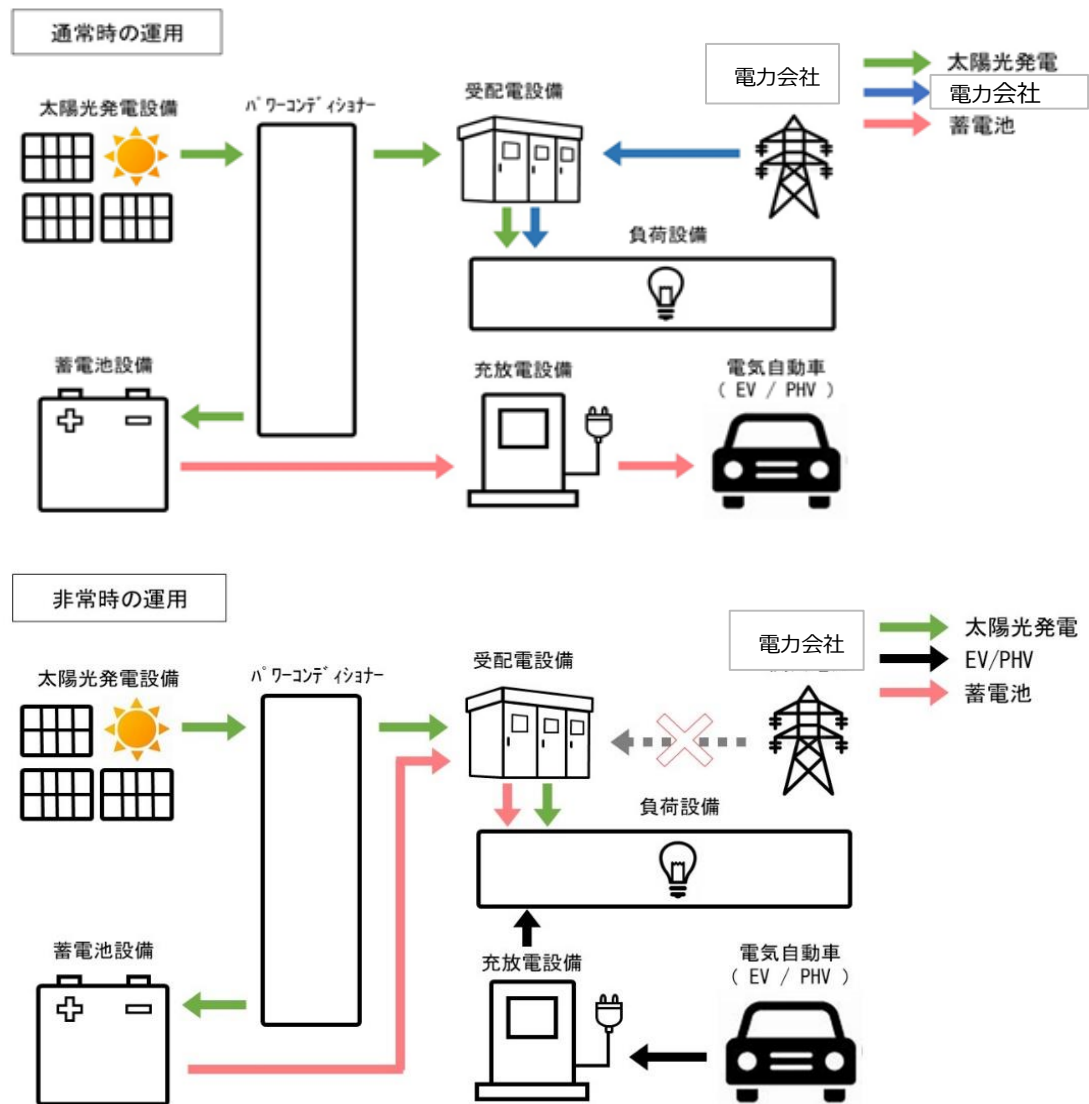 通常時の運用
電力会社
太陽光発電
電力会社
蓄電池
太陽光発電設備
ﾊﾟﾜｰｺﾝﾃﾞｨｼｮﾅｰ
受配電設備
負荷設備
蓄電池設備
充放電設備
電気自動車
( EV / PHV )
非常時の運用
電力会社
太陽光発電
EV/PHV
蓄電池
太陽光発電設備
ﾊﾟﾜｰｺﾝﾃﾞｨｼｮﾅｰ
受配電設備
負荷設備
蓄電池設備
充放電設備
電気自動車
( EV / PHV )